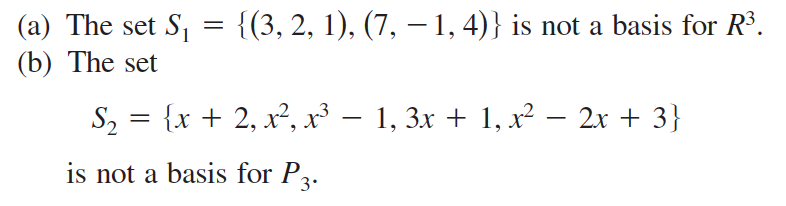 (a) The set S₁ = {(3, 2, 1), (7, −1, 4)} is not a basis for R³.
(b) The set
S₂ = {x + 2, x², x³ − 1, 3x + 1, x² − 2x + 3}
is not a basis for P₃.